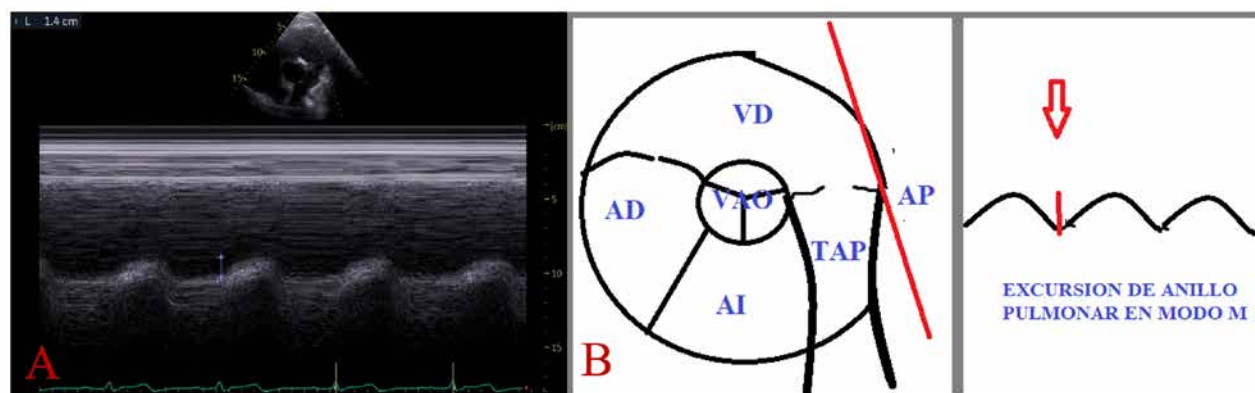 L 1.4 cm
5
10
15
(cm)
5
10
15
A
VD
AD
VAO
AP
TAP
AI
B
EXCURSION DE ANILLO
PULMONAR EN MODO M